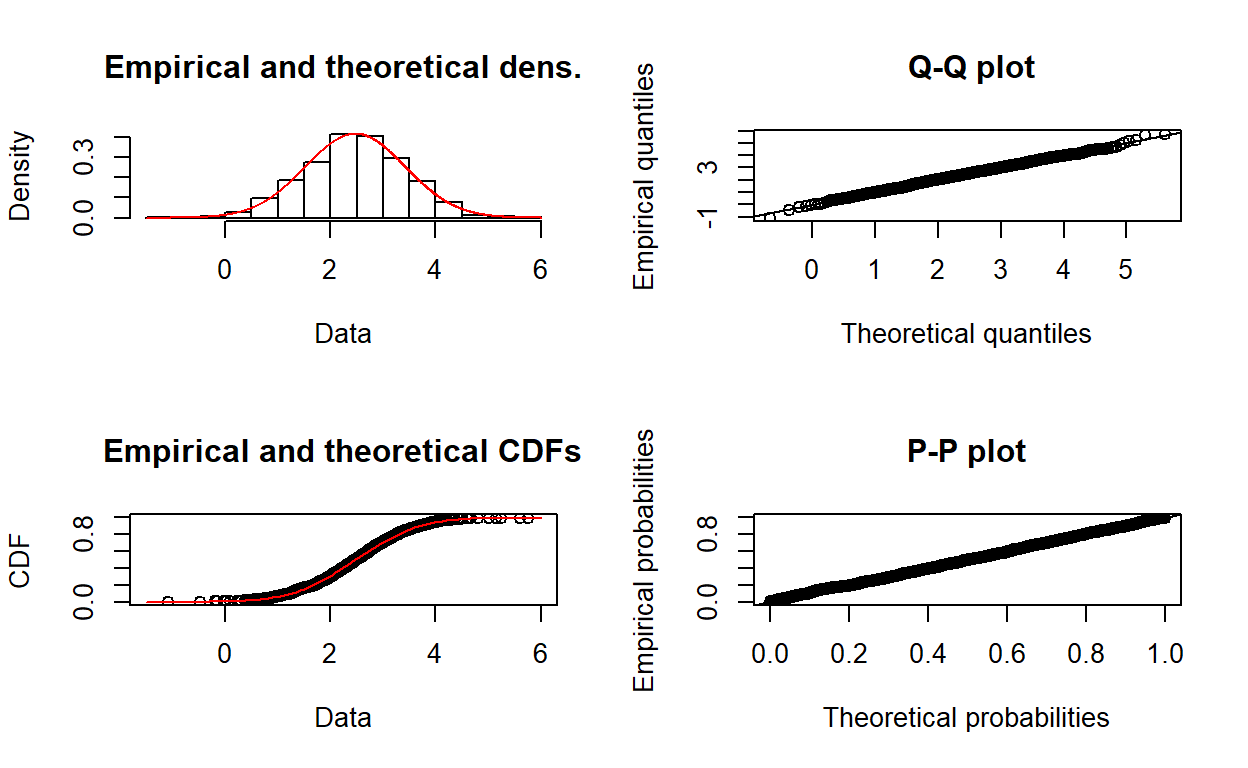 Empirical and theoretical dens.
Density
0.0 0.3
0 2 4 6
Data
Q-Q plot
Empirical quantiles
-1 3
0 1 2 3 4 5
Theoretical quantiles
Empirical and theoretical CDFs
CDF
0.0 0.8
0 2 4 6
Data
P-P plot
Empirical probabilities
0.0 0.8
0.0 0.2 0.4 0.6 0.8 1.0
Theoretical probabilities